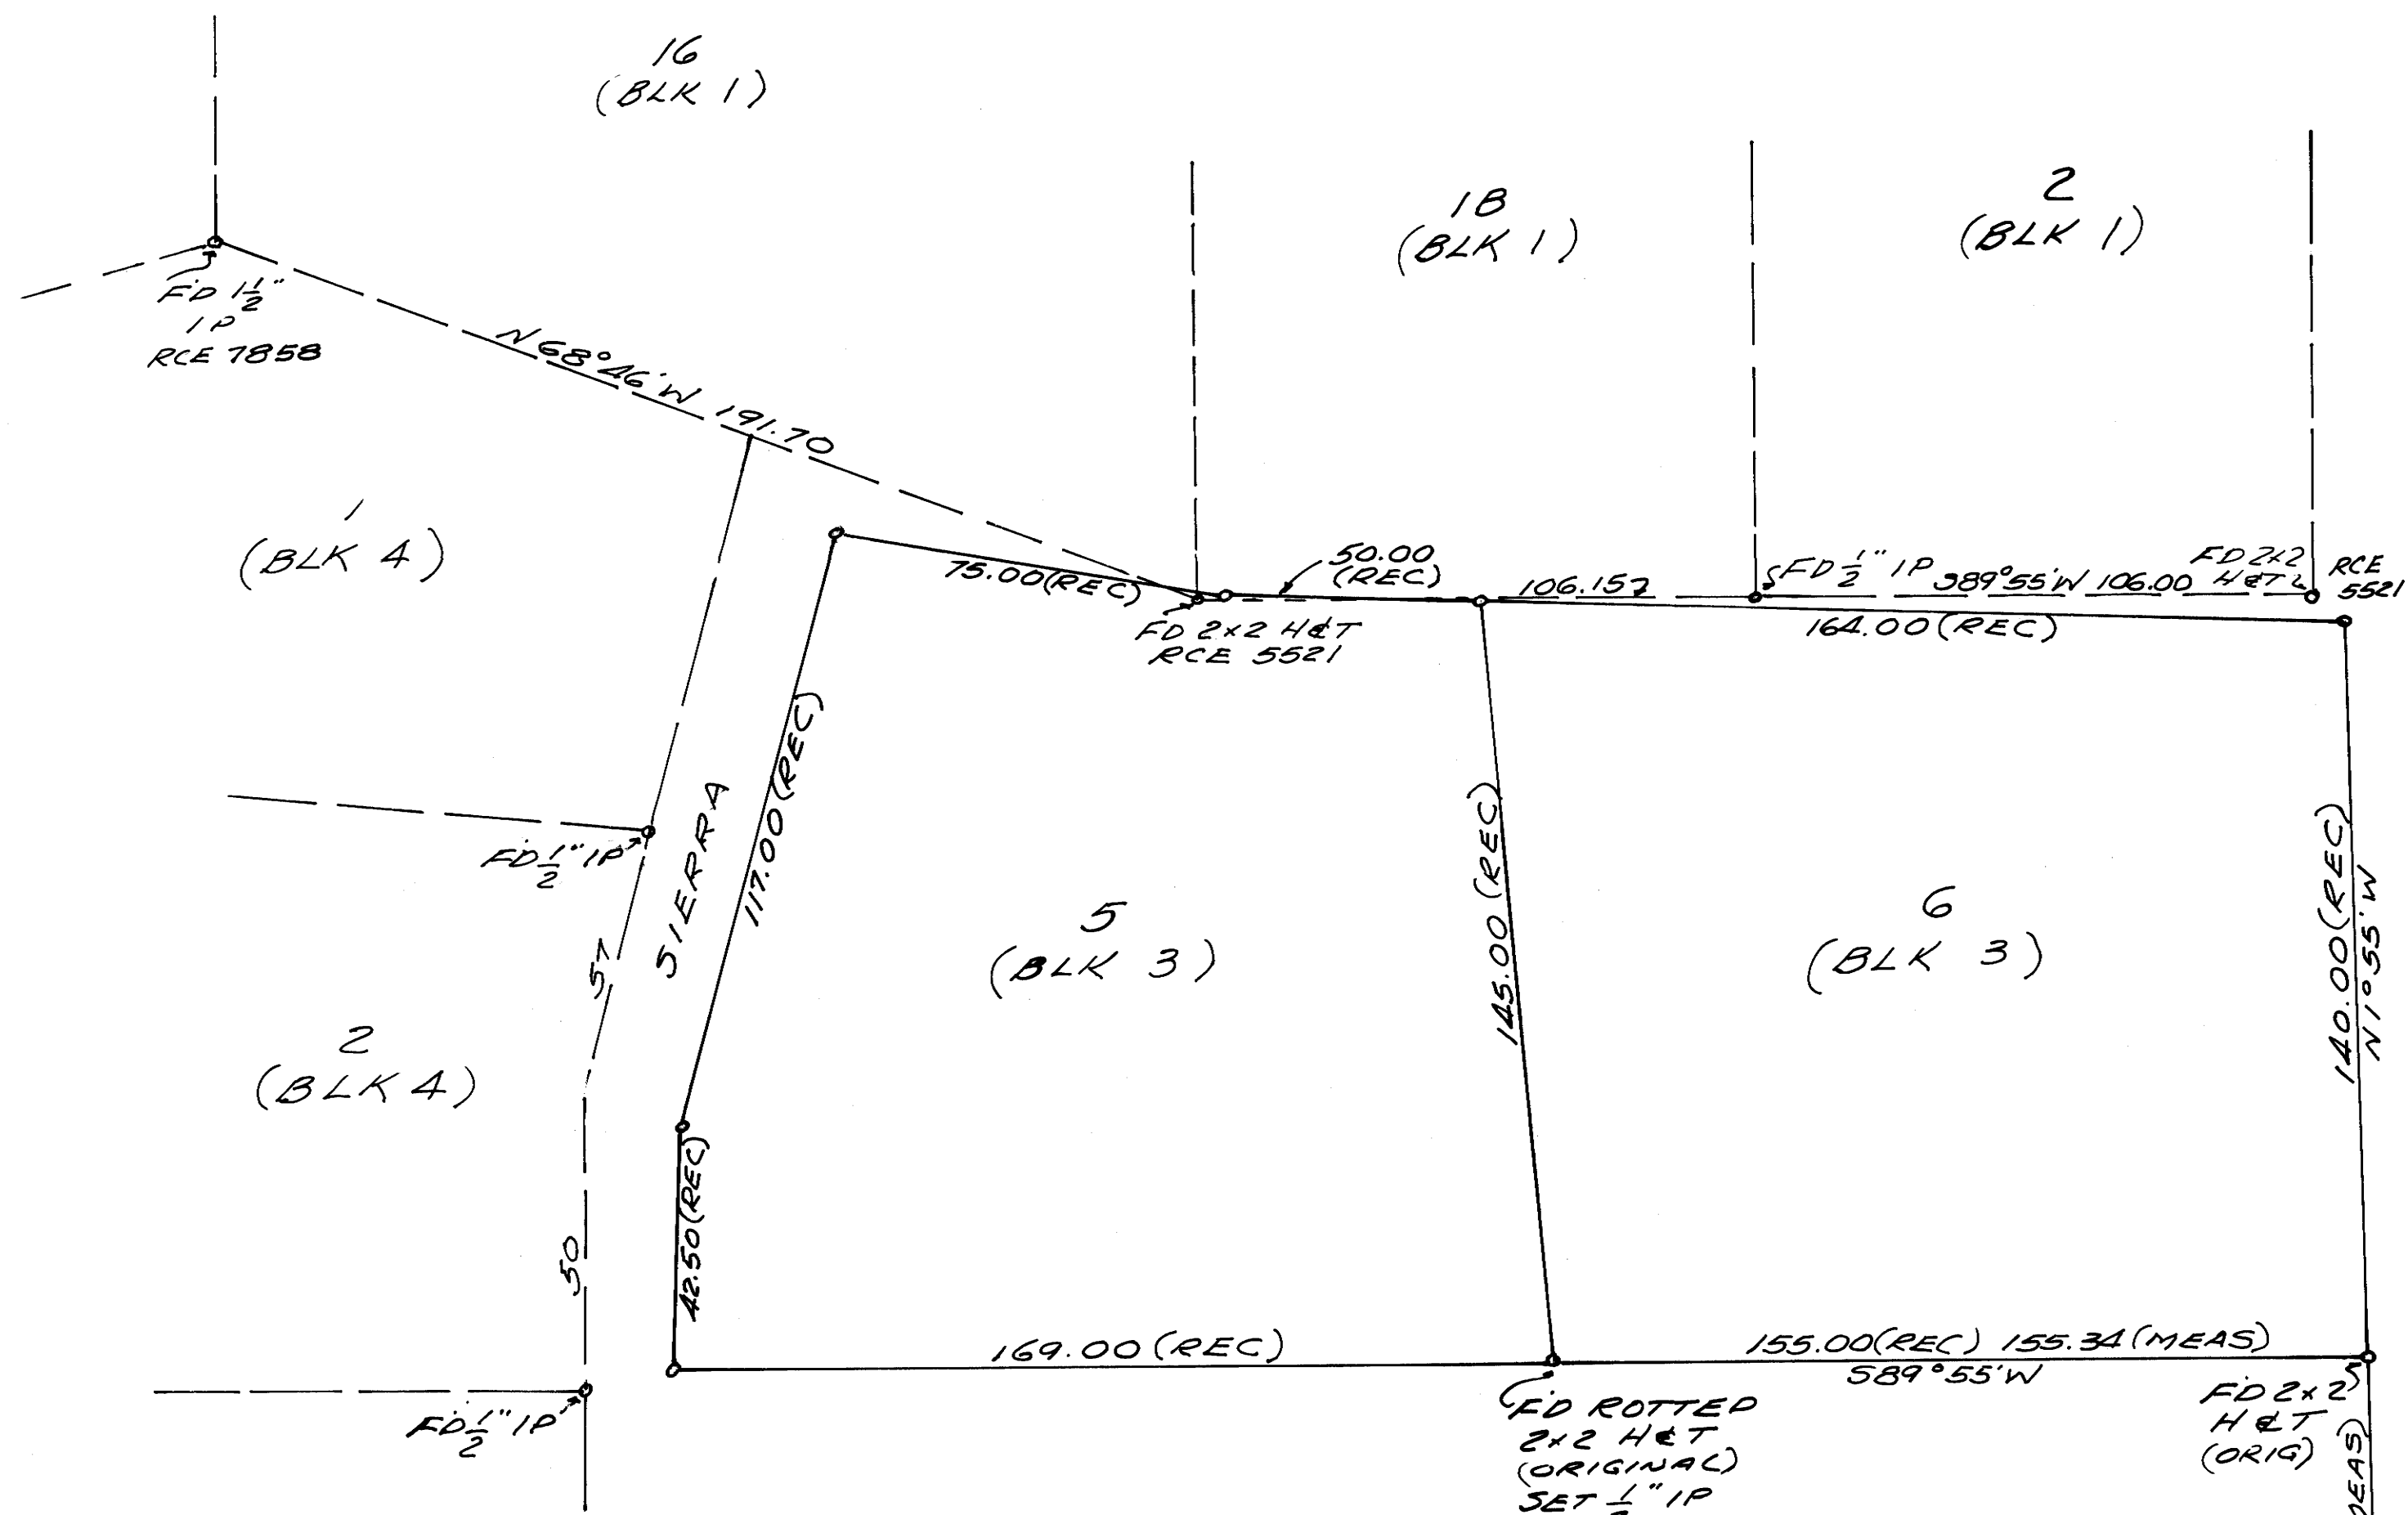 16
(BLK 1)
1B
(BLK 1)
2
(BLK 1)
FD 1½"
IP
RCE 7858
N 68°46'W 191.70
1
(BLK 4)
75.00 (REC)
50.00
(REC)
106.15
FD ½" IP
S89°55'W 106.00
FD 2x2
H&T
RCE
5521
FD 2x2 H&T
RCE 5521
164.00 (REC)
FD ½" IP
SIERRA
117.00 (REC)
57
5
(BLK 3)
145.00 (REC)
6
(BLK 3)
140.00 (REC)
N1°55'W
2
(BLK 4)
50
42.50 (REC)
169.00 (REC)
155.00 (REC) 155.34 (MEAS)
S89°55'W
FD ½" IP
FD ROTTED
2x2 H&T
(ORIGINAL)
SET ½" IP
FD 2x2
H&T
(ORIG)